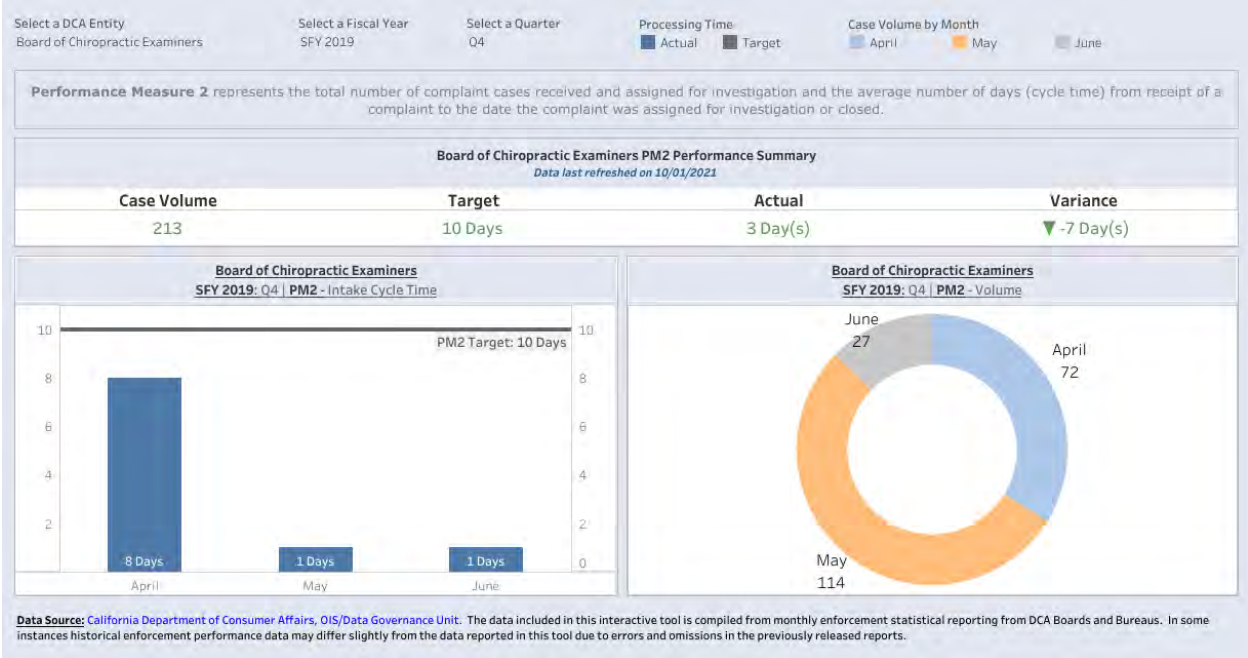 Select a DCA Entity
Board of Chiropractic Examiners
Select a Fiscal Year
SFY 2019
Select a Quarter
Q4
Processing Time
Actual Target
Case Volume by Month
April May June
Performance Measure 2 represents the total number of complaint cases received and assigned for investigation and the average number of days (cycle time) from receipt of a
complaint to the date the complaint was assigned for investigation or closed.
Board of Chiropractic Examiners PM2 Performance Summary
Data last refreshed on 10/01/2021
Case Volume Target Actual Variance
213 10 Days 3 Day(s) ▼ -7 Day(s)
Board of Chiropractic Examiners
SFY 2019: Q4 | PM2 - Intake Cycle Time
10 10
PM2 Target: 10 Days
8 8
6 6
4 4
2 2
0
8 Days 1 Days 1 Days
April May June
Board of Chiropractic Examiners
SFY 2019: Q4 | PM2 - Volume
June
27
April
72
May
114
Data Source: California Department of Consumer Affairs, OIS/Data Governance Unit. The data included in this interactive tool is compiled from monthly enforcement statistical reporting from DCA Boards and Bureaus. In some
instances historical enforcement performance data may differ slightly from the data reported in this tool due to errors and omissions in the previously released reports.